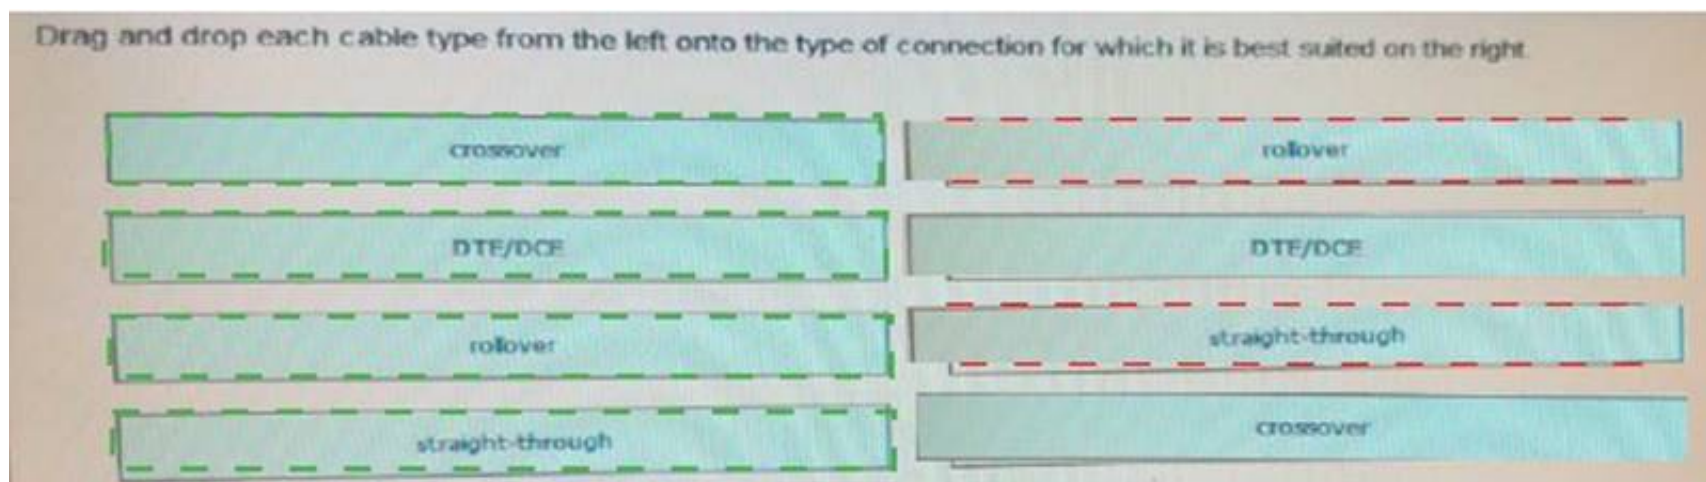 Drag and drop each cable type from the left onto the type of connection for which it is best suited on the right.
crossover
rollover
DTE/DCE
DTE/DCE
rollover
straight-through
straight-through
crossover